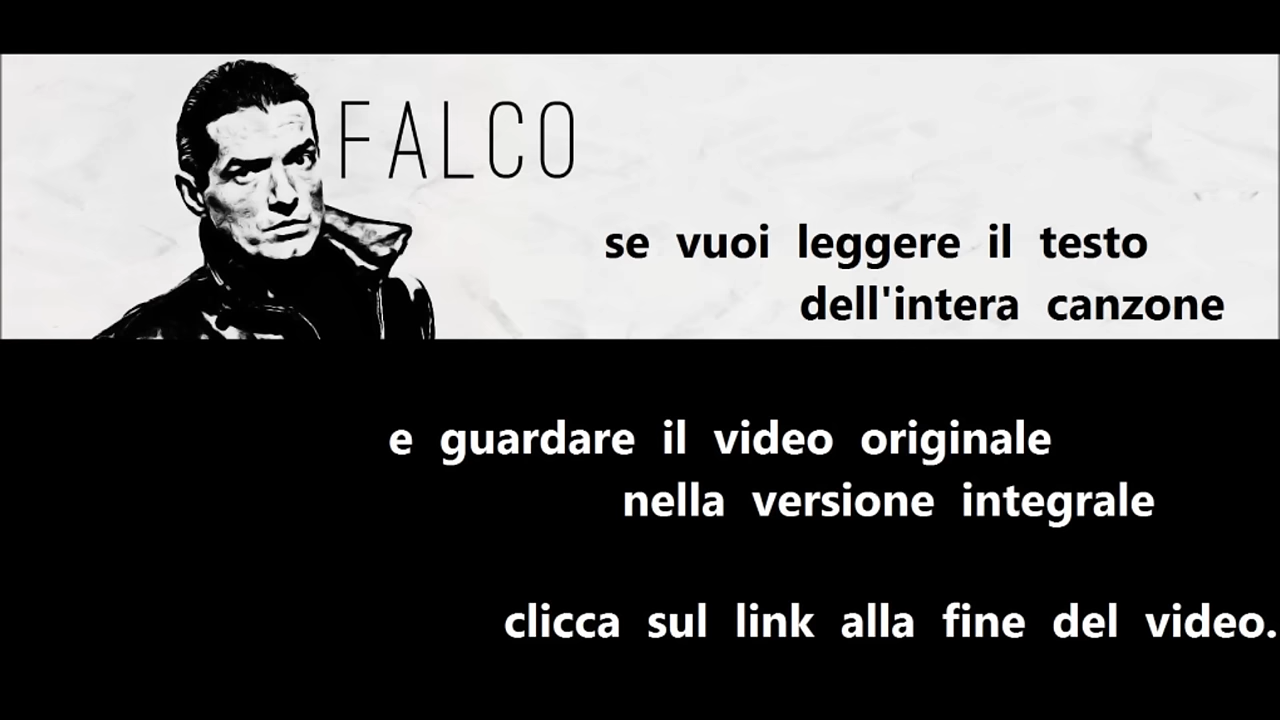 FALCO
se vuoi leggere il testo
dell'intera canzone
e guardare il video originale
nella versione integrale
clicca sul link alla fine del video.